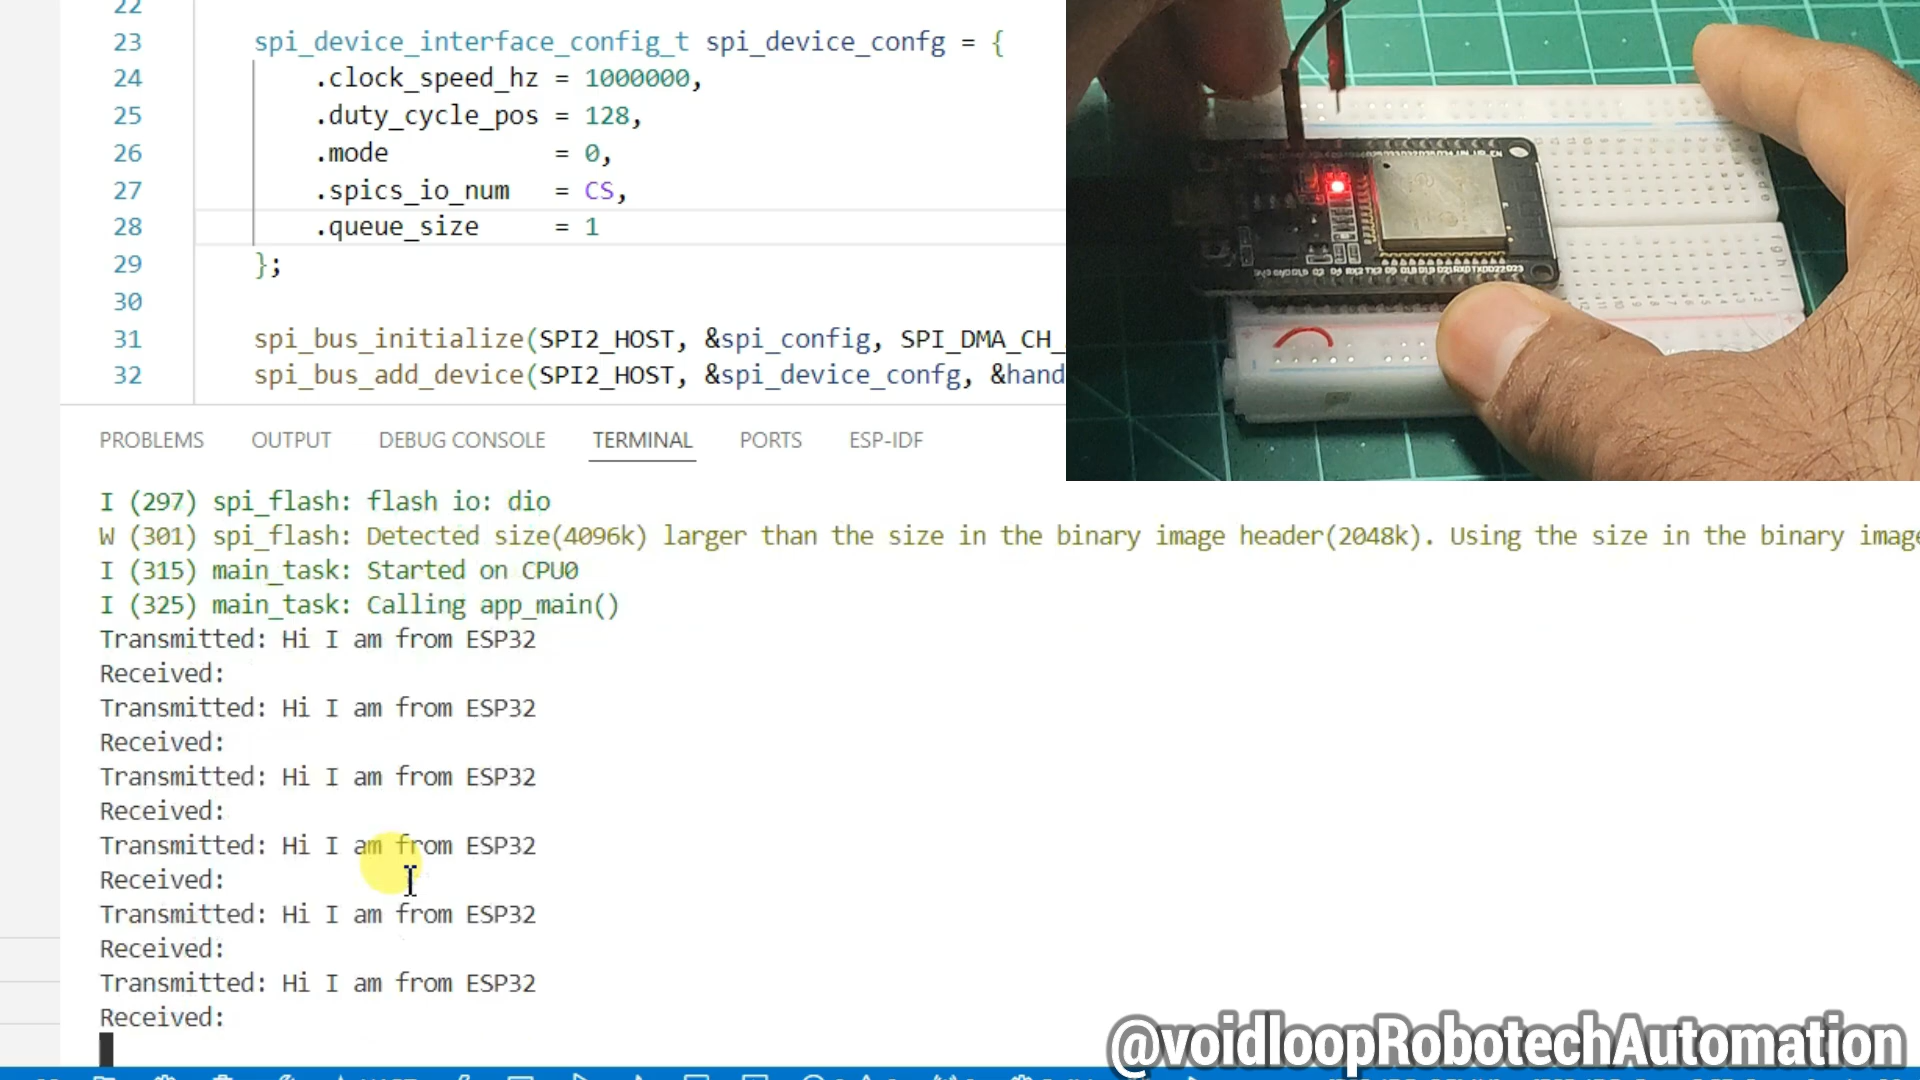 22
23 spi_device_interface_config_t spi_device_confg = {
24 .clock_speed_hz = 1000000,
25 .duty_cycle_pos = 128,
26 .mode = 0,
27 .spics_io_num = CS,
28 .queue_size = 1
29 };
30
31 spi_bus_initialize(SPI2_HOST, &spi_config, SPI_DMA_CH_
32 spi_bus_add_device(SPI2_HOST, &spi_device_confg, &hand
PROBLEMS OUTPUT DEBUG CONSOLE TERMINAL PORTS ESP-IDF
I (297) spi_flash: flash io: dio
W (301) spi_flash: Detected size(4096k) larger than the size in the binary image header(2048k). Using the size in the binary image
I (315) main_task: Started on CPU0
I (325) main_task: Calling app_main()
Transmitted: Hi I am from ESP32
Received:
Transmitted: Hi I am from ESP32
Received:
Transmitted: Hi I am from ESP32
Received:
Transmitted: Hi I am from ESP32
Received:
Transmitted: Hi I am from ESP32
Received:
Transmitted: Hi I am from ESP32
Received:
@voidloopRobotechAutomation